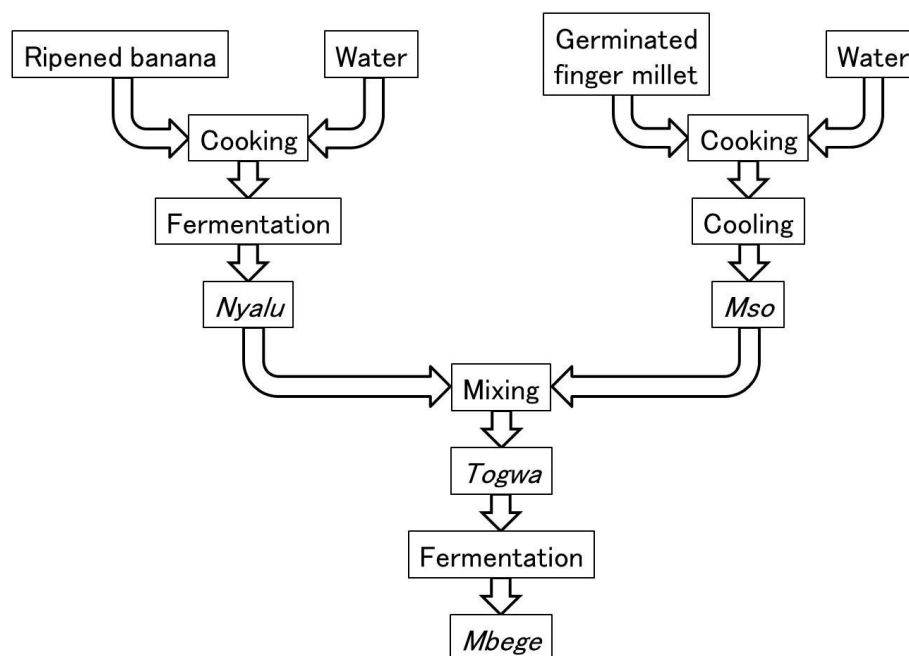 Ripened banana
Water
Germinated
finger millet
Water
Cooking
Cooking
Fermentation
Cooling
Nyalu
Mso
Mixing
Togwa
Fermentation
Mbege